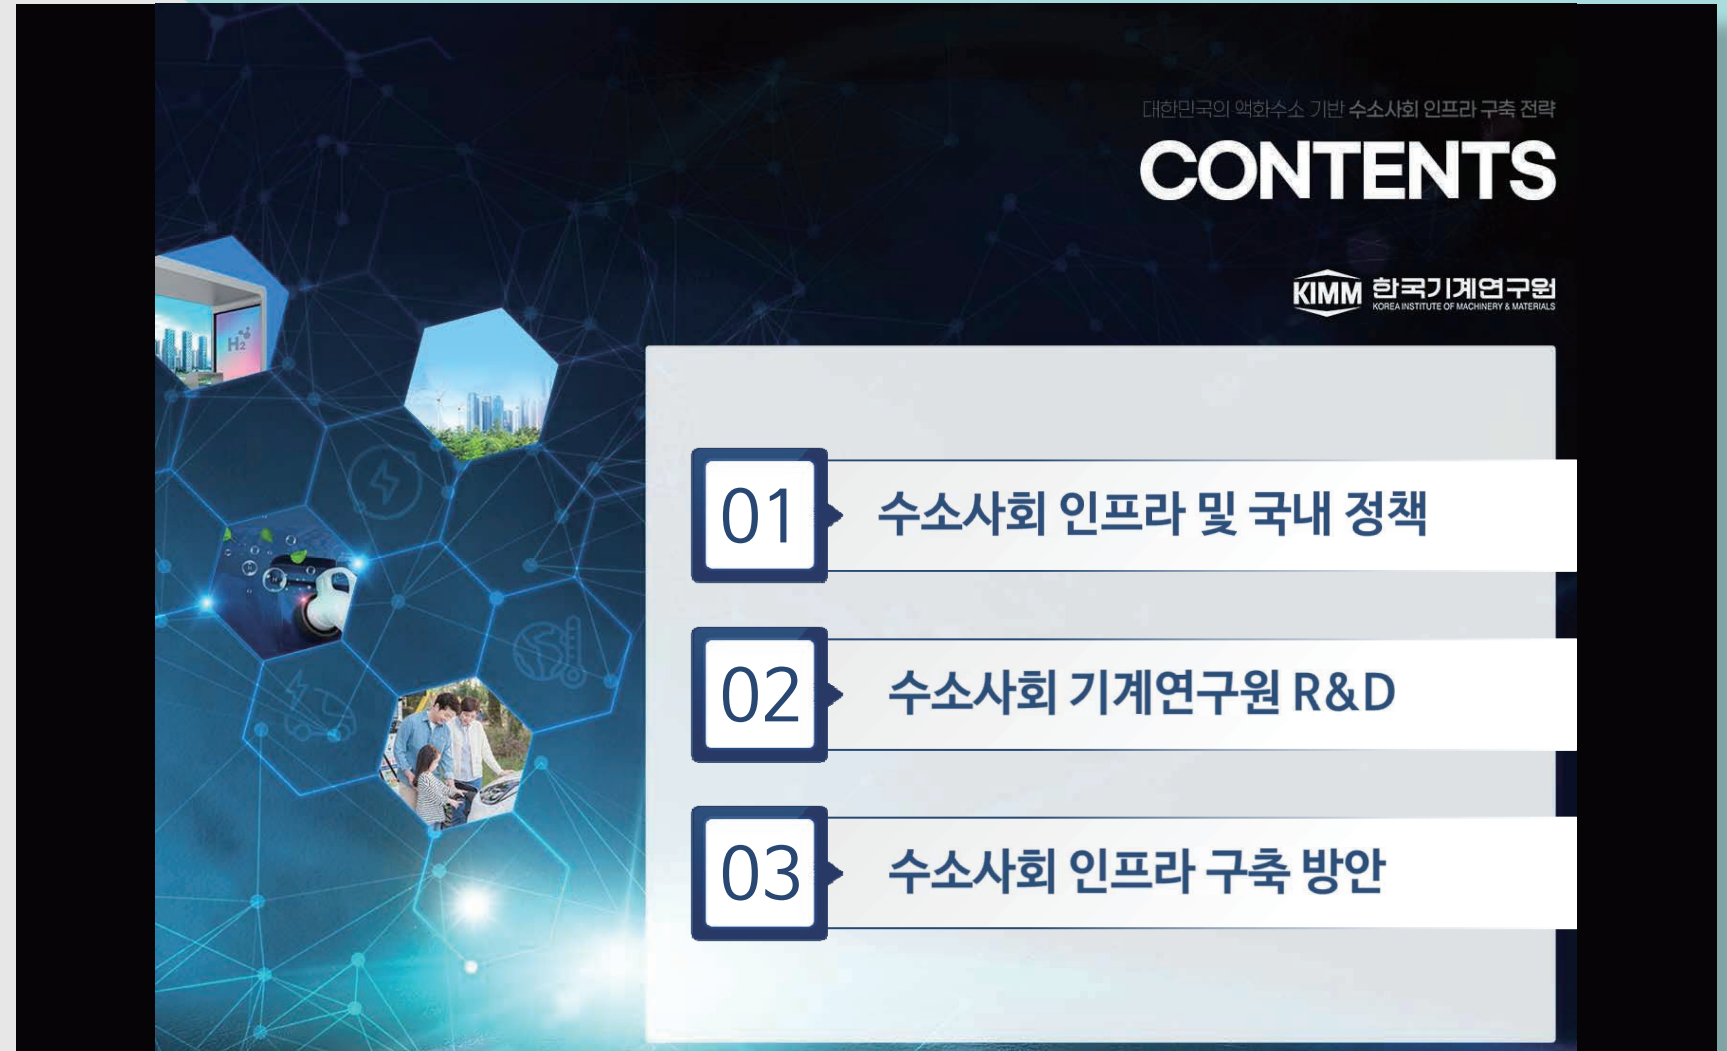 대한민국의 액화수소 기반 수소사회 인프라 구축 전략
CONTENTS
KIMM 한국기계연구원
KOREA INSTITUTE OF MACHINERY & MATERIALS
H2
01 수소사회 인프라 및 국내 정책
02 수소사회 기계연구원 R&D
03 수소사회 인프라 구축 방안